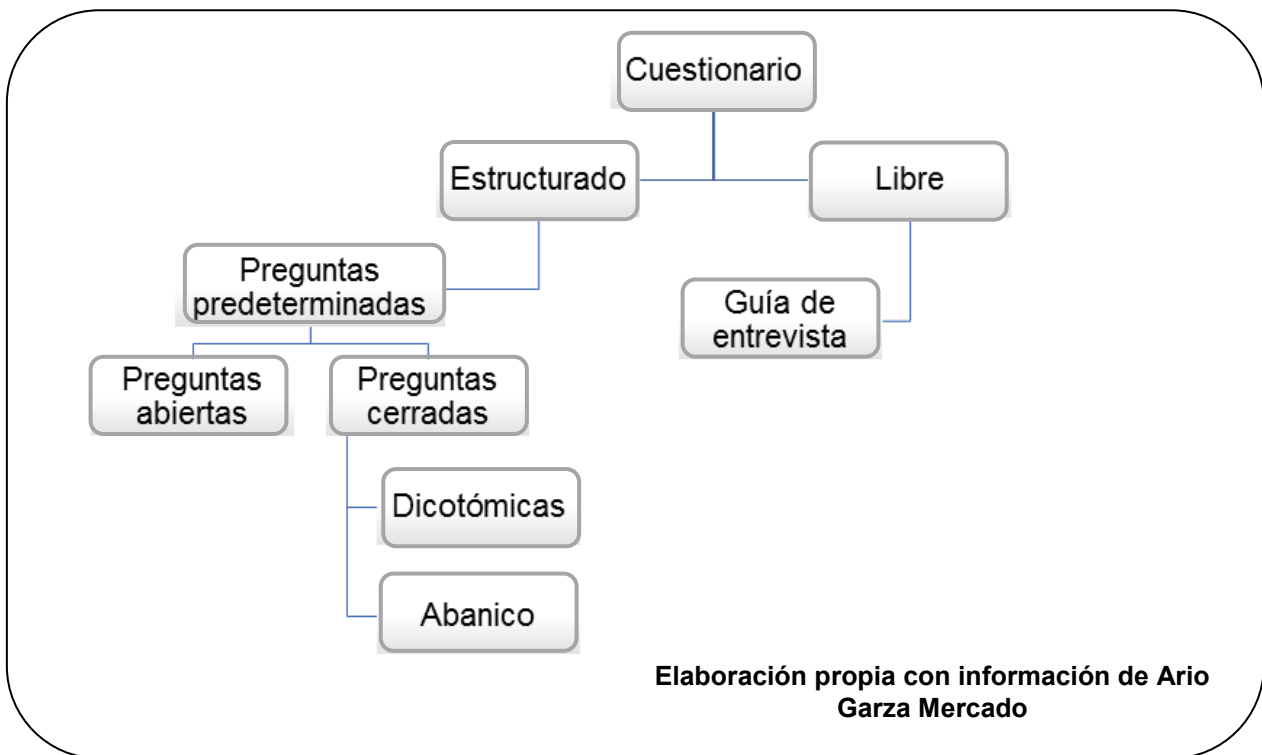 Cuestionario
Estructurado
Libre
Preguntas
predeterminadas
Guía de
entrevista
Preguntas
abiertas
Preguntas
cerradas
Dicotómicas
Abanico
Elaboración propia con información de Ario
Garza Mercado